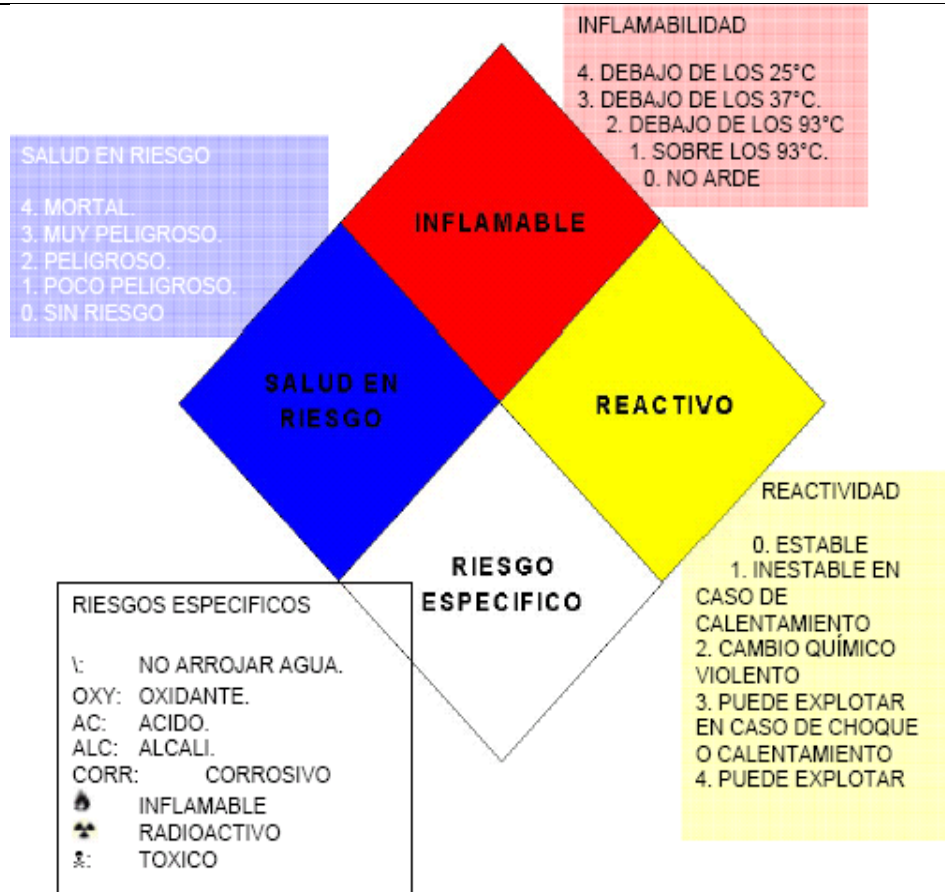 INFLAMABILIDAD
4. DEBAJO DE LOS 25°C
3. DEBAJO DE LOS 37°C.
2. DEBAJO DE LOS 93°C
1. SOBRE LOS 93°C.
0. NO ARDE
SALUD EN RIESGO
4. MORTAL.
3. MUY PELIGROSO.
2. PELIGROSO.
1. POCO PELIGROSO.
0. SIN RIESGO
INFLAMABLE
SALUD EN
RIESGO
REACTIVO
RIESGO
ESPECIFICO
REACTIVIDAD
0. ESTABLE
1. INESTABLE EN
CASO DE
CALENTAMIENTO
2. CAMBIO QUÍMICO
VIOLENTO
3. PUEDE EXPLOTAR
EN CASO DE CHOQUE
O CALENTAMIENTO
4. PUEDE EXPLOTAR
RIESGOS ESPECIFICOS
\: NO ARROJAR AGUA.
OXY: OXIDANTE.
AC: ACIDO.
ALC: ALCALI.
CORR: CORROSIVO
INFLAMABLE
RADIOACTIVO
: TOXICO